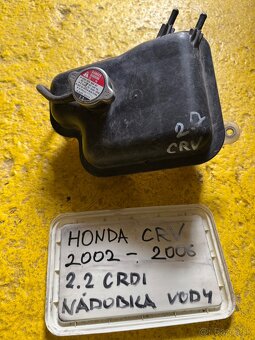 2.2
CRV
HONDA CRV
2002 - 2006
2.2 CRDI
NÁDOBKA VODY